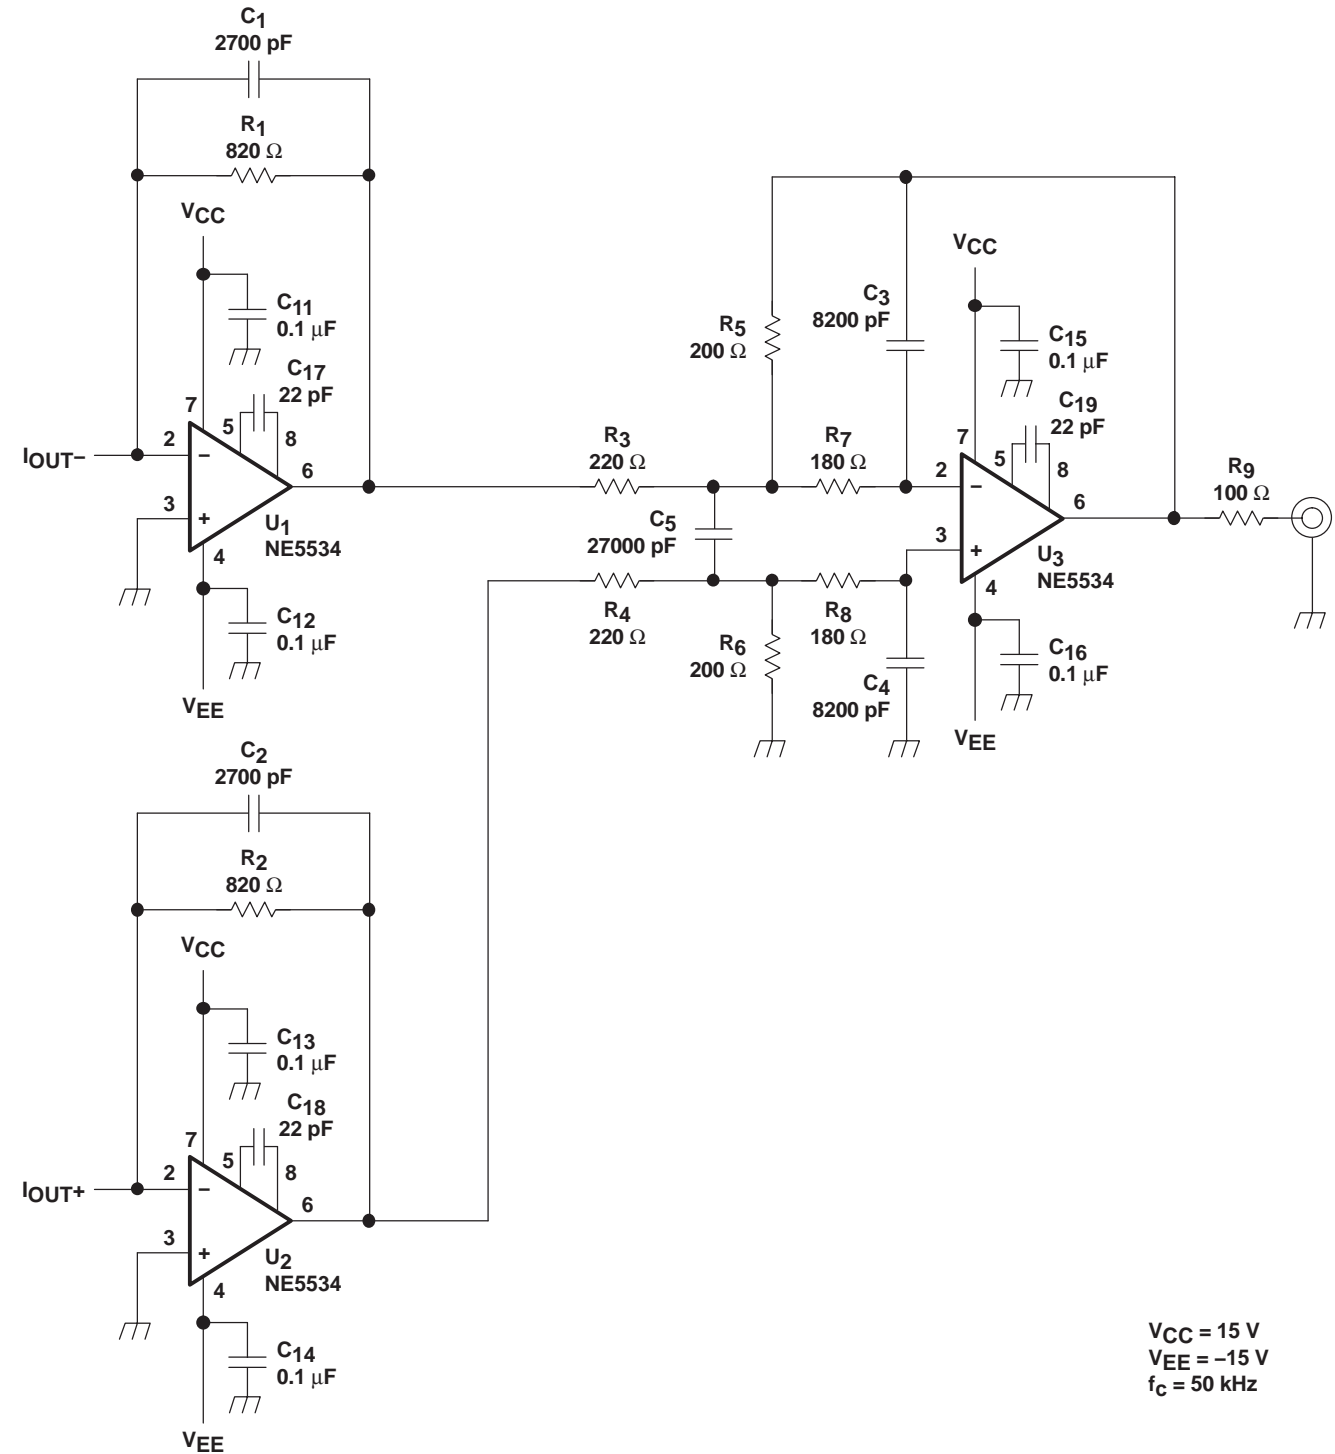 C1
2700 pF
R1
820 Ω
VCC
C11
0.1 μF
C17
22 pF
7
5
8
2
IOUT–
–
6
3
+
U1
NE5534
4
C12
0.1 μF
VEE
R5
200 Ω
C3
8200 pF
VCC
C15
0.1 μF
C19
22 pF
R3
220 Ω
R7
180 Ω
7
5
8
2
–
6
R9
100 Ω
C5
27000 pF
3
+
U3
NE5534
4
R4
220 Ω
R6
200 Ω
R8
180 Ω
C4
8200 pF
C16
0.1 μF
VEE
C2
2700 pF
R2
820 Ω
VCC
C13
0.1 μF
C18
22 pF
7
5
8
2
IOUT+
–
6
3
+
U2
NE5534
4
C14
0.1 μF
VEE
VCC = 15 V
VEE = –15 V
fc = 50 kHz